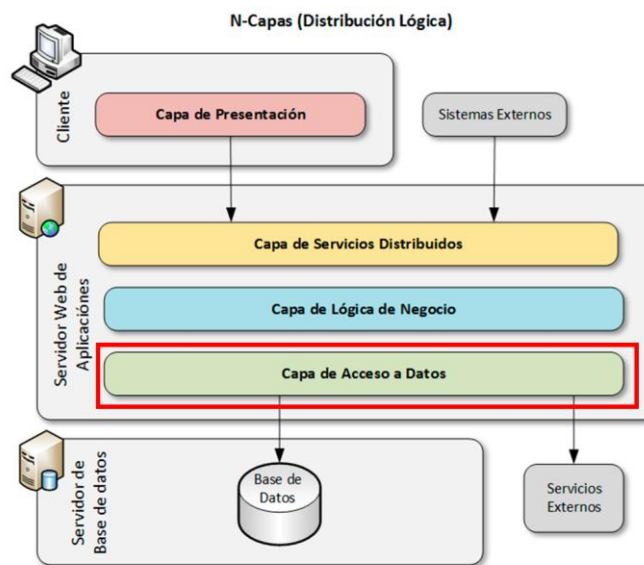 N-Capas (Distribución Lógica)
Cliente
Capa de Presentación
Sistemas Externos
Servidor Web de
Aplicaciónes
Capa de Servicios Distribuidos
Capa de Lógica de Negocio
Capa de Acceso a Datos
Servidor de
Base de datos
Base de
Datos
Servicios
Externos